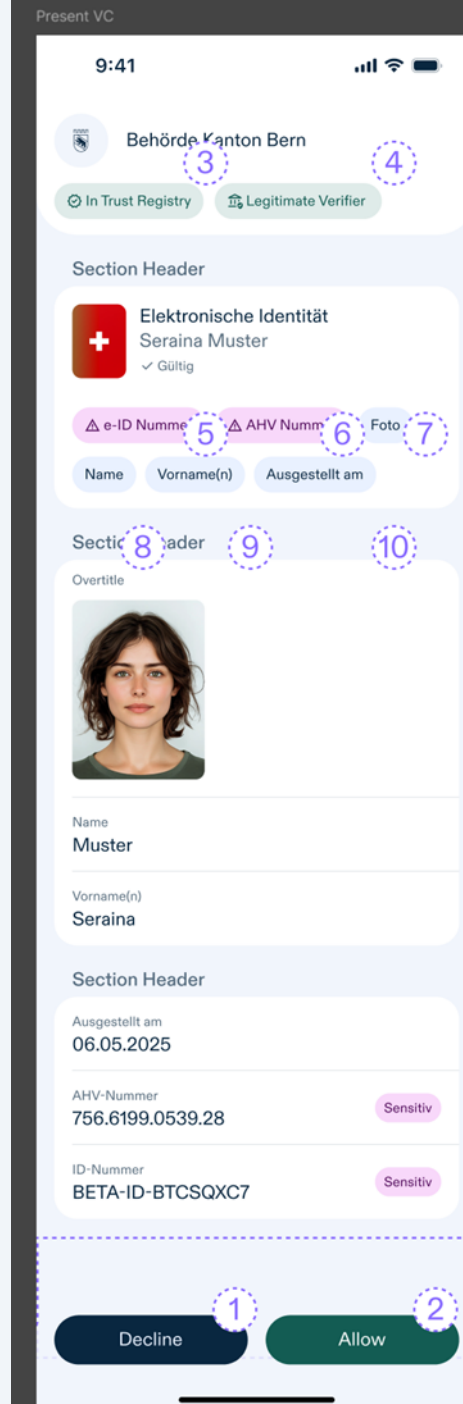 Present VC
9:41
Behörde Kanton Bern
3
4
In Trust Registry
Legitimate Verifier
Section Header
Elektronische Identität
Seraina Muster
Gültig
e-ID Numme
5
AHV Numm
6
Foto
7
Name
Vorname(n)
Ausgestellt am
Section Header
8
9
10
Overtitle
Name
Muster
Vorname(n)
Seraina
Section Header
Ausgestellt am
06.05.2025
AHV-Nummer
756.6199.0539.28
Sensitiv
ID-Nummer
BETA-ID-BTCSQXC7
Sensitiv
1
2
Decline
Allow